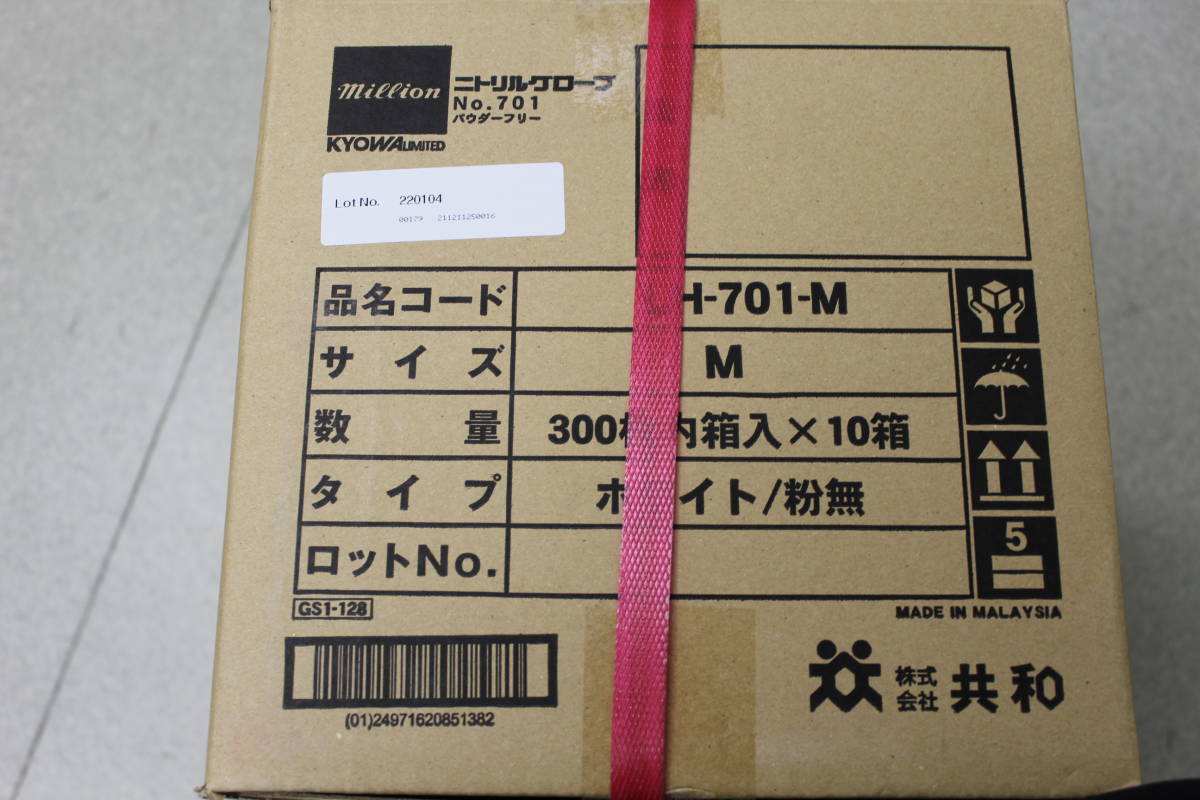 Million
ニトリルグローブ
No.701
パウダーフリー
KYOWA LIMITED
Lot No. 220104
00179 211211250016
品名コード H-701-M
サイズ M
数量 300枚内箱入×10箱
タイプ ホワイト/粉無
ロットNo.
5
GS1-128
MADE IN MALAYSIA
(01)24971620851382
株式会社 共和